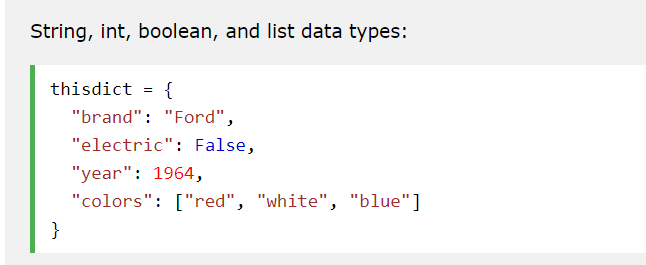 String, int, boolean, and list data types:
thisdict = {
  "brand": "Ford",
  "electric": False,
  "year": 1964,
  "colors": ["red", "white", "blue"]
}